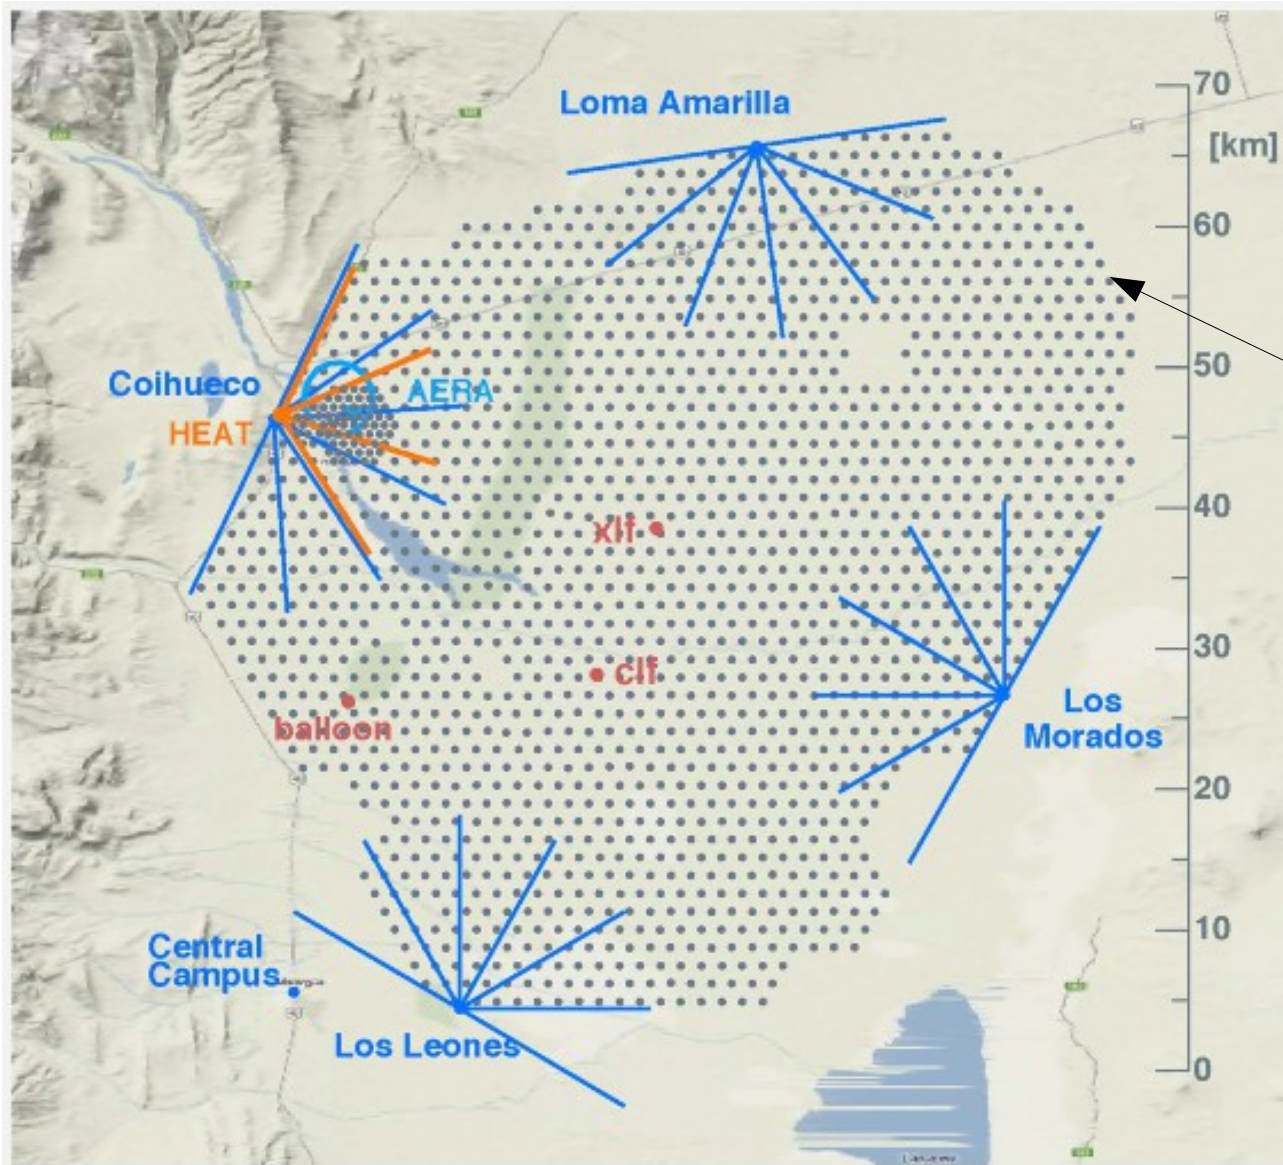 70
Loma Amarilla
[km]
60
50
Coihueco
AERA
HEAT
40
xlf
30
clf
Los
Morados
balloon
20
10
Central
Campus
Los Leones
0